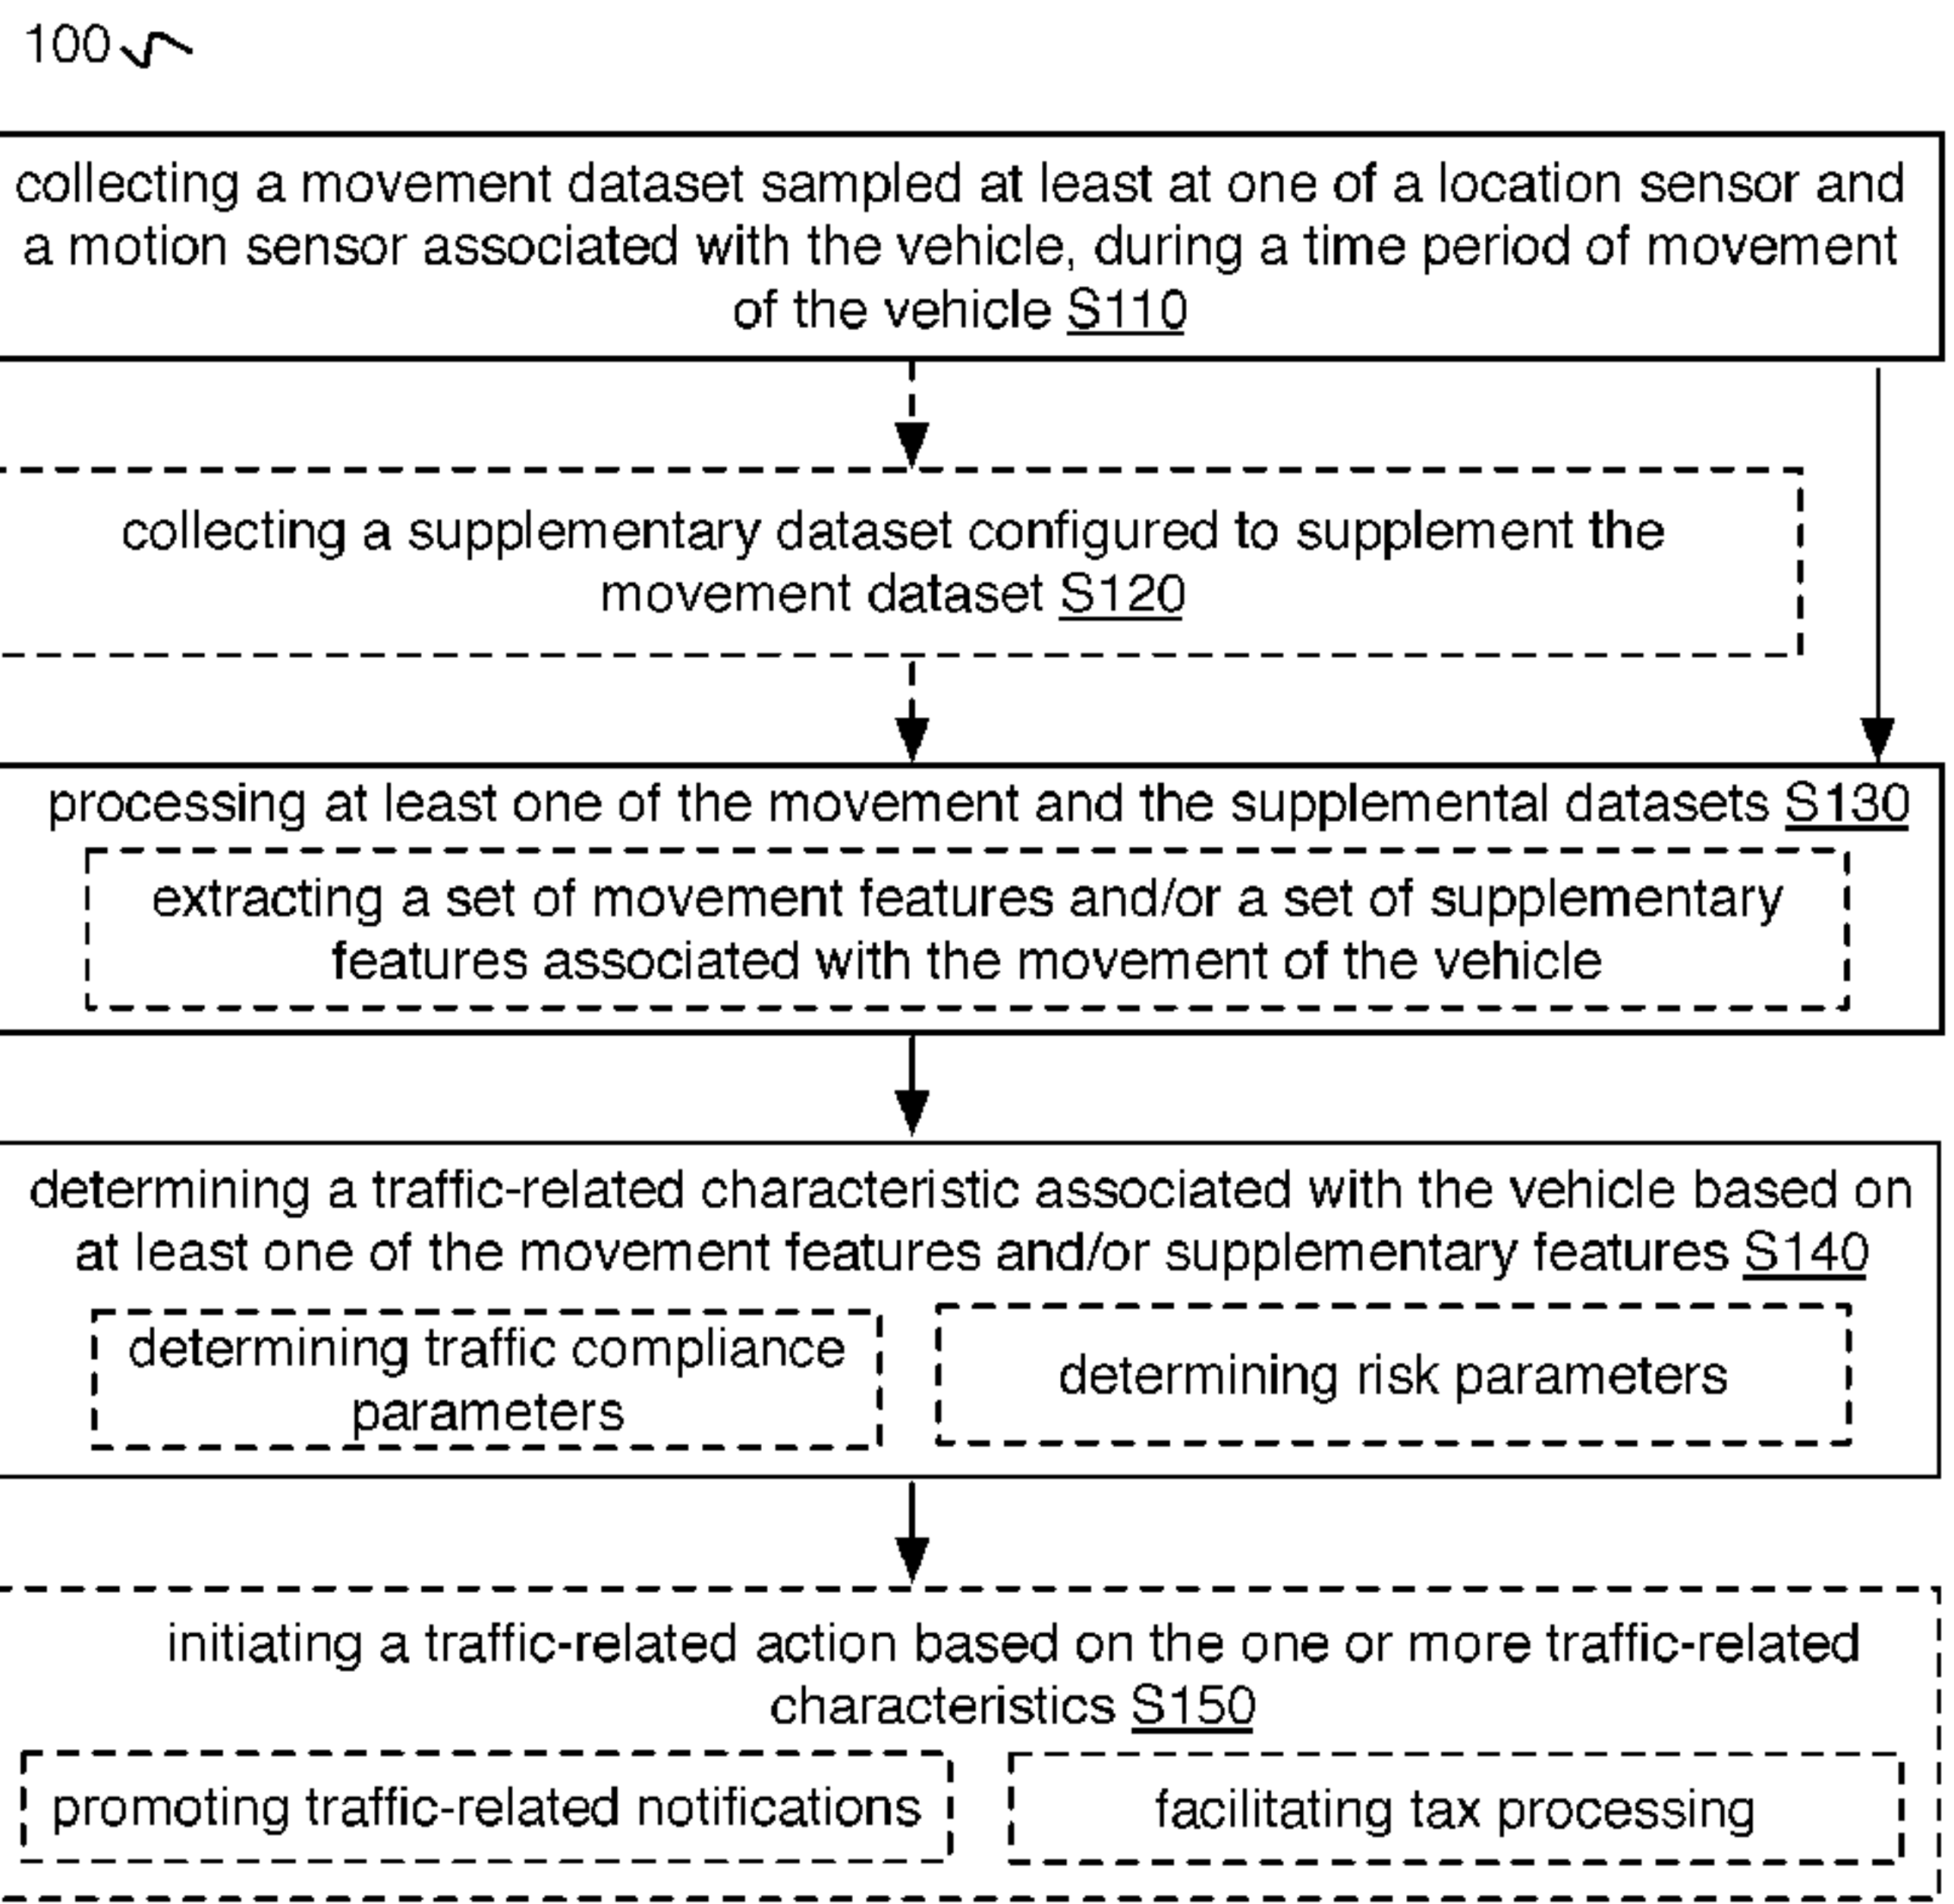 100
collecting a movement dataset sampled at least at one of a location sensor and
a motion sensor associated with the vehicle, during a time period of movement
of the vehicle S110
collecting a supplementary dataset configured to supplement the
movement dataset S120
processing at least one of the movement and the supplemental datasets S130
extracting a set of movement features and/or a set of supplementary
features associated with the movement of the vehicle
determining a traffic-related characteristic associated with the vehicle based on
at least one of the movement features and/or supplementary features S140
determining traffic compliance
parameters
determining risk parameters
initiating a traffic-related action based on the one or more traffic-related
characteristics S150
promoting traffic-related notifications
facilitating tax processing